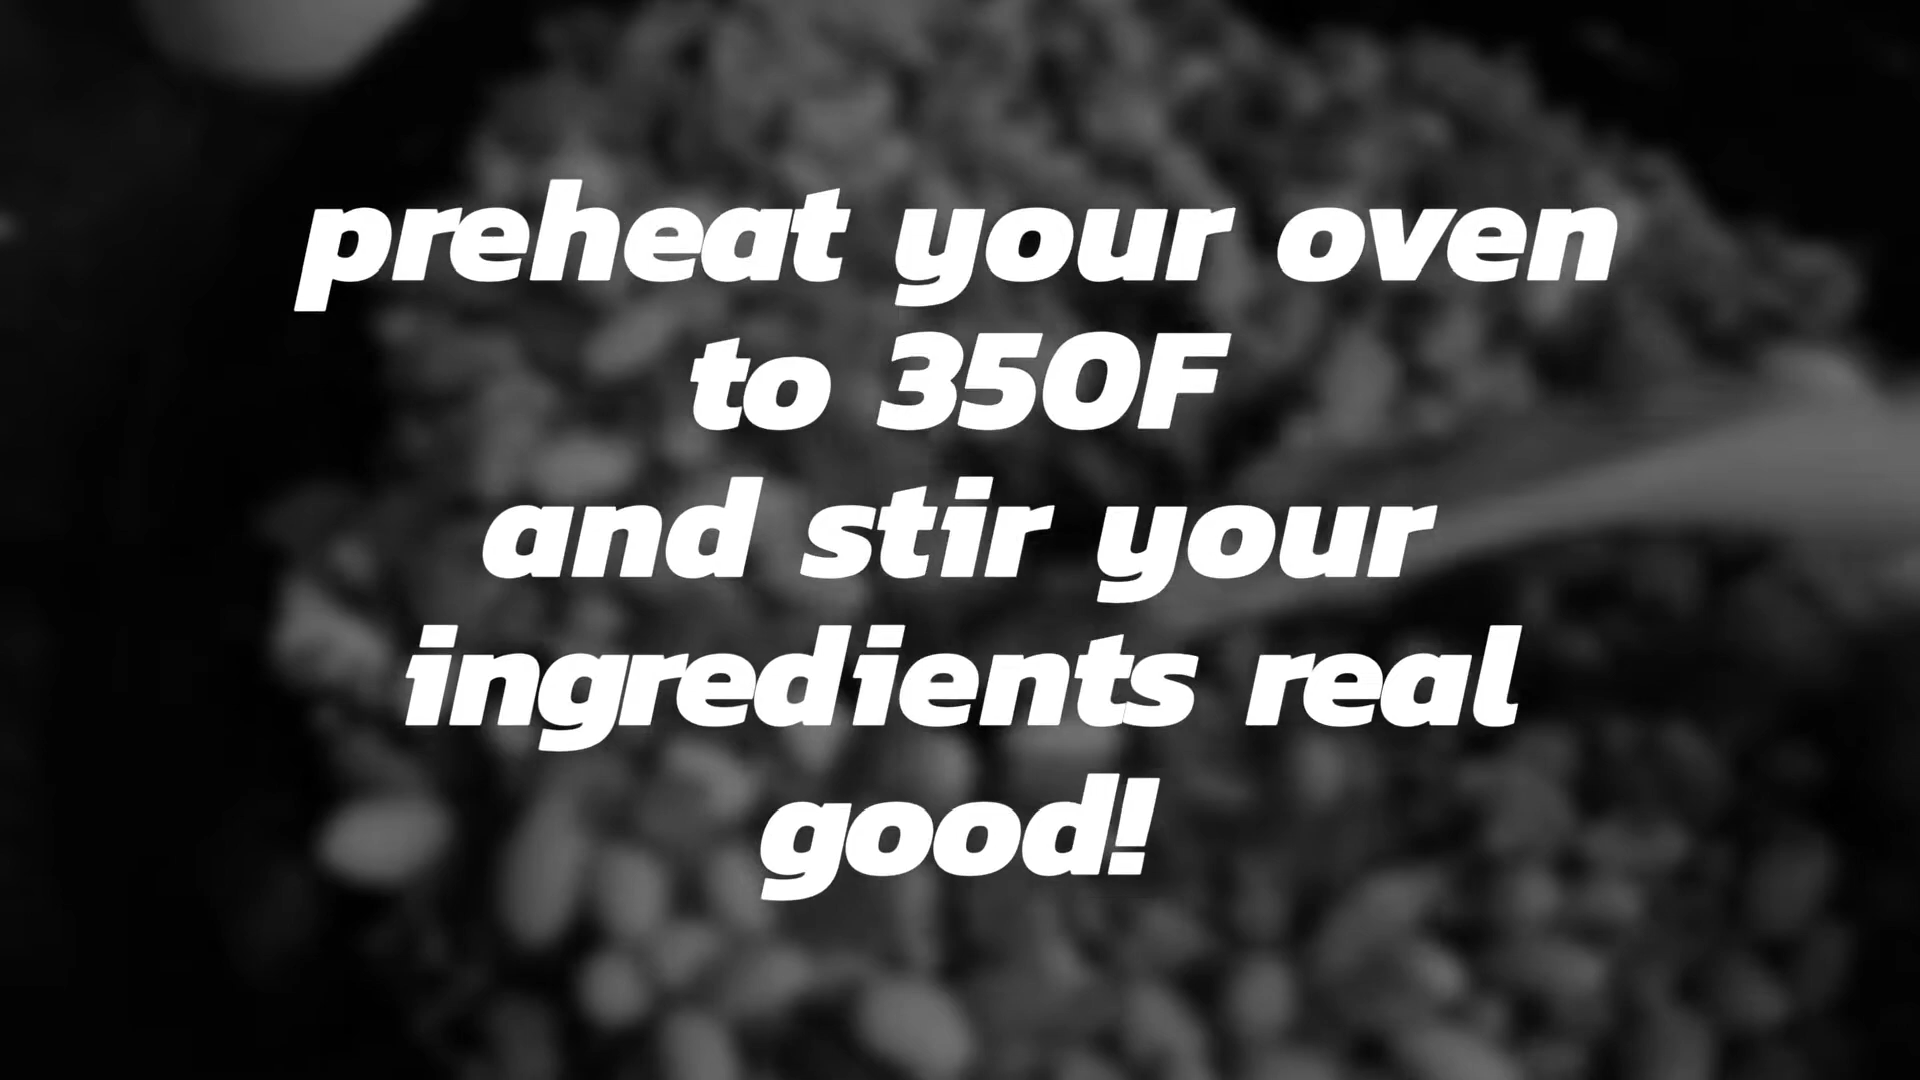 preheat your oven
to 350F
and stir your
ingredients real
good!